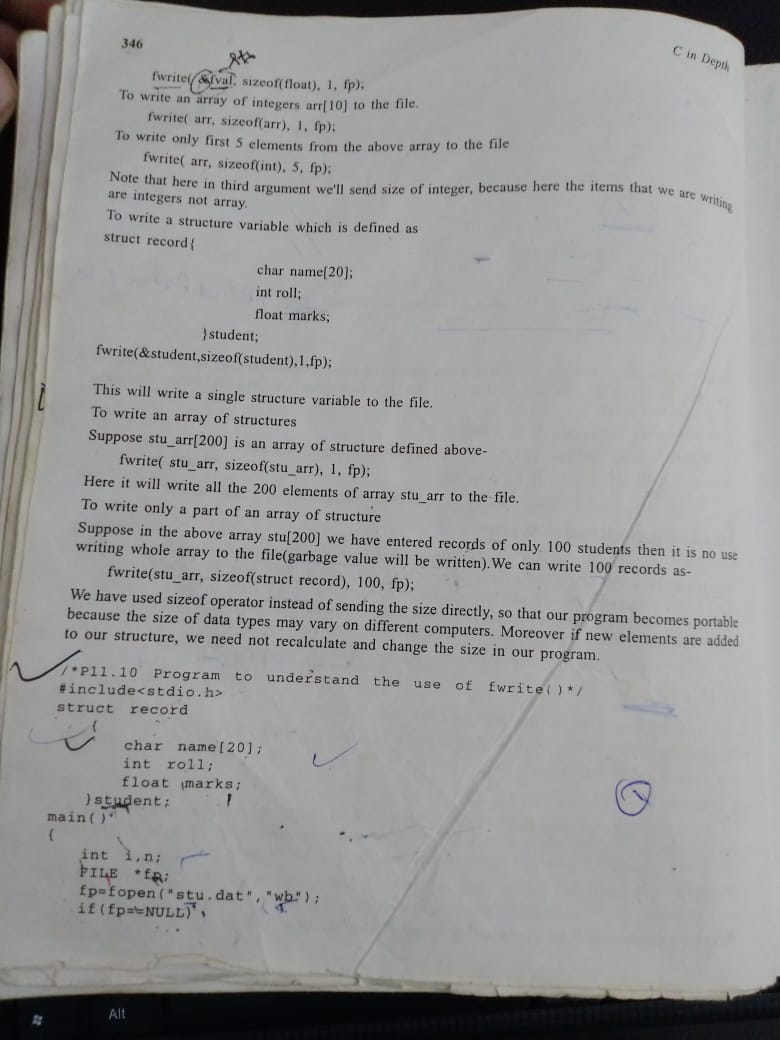 346
C in Depth
fwrite( &fval, sizeof(float), 1, fp);
To write an array of integers arr[10] to the file.
fwrite( arr, sizeof(arr), 1, fp);
To write only first 5 elements from the above array to the file
fwrite( arr, sizeof(int), 5, fp);
Note that here in third argument we'll send size of integer, because here the items that we are writing
are integers not array.
To write a structure variable which is defined as
struct record{
char name[20];
int roll;
float marks;
}student;
fwrite(&student,sizeof(student),1,fp);
This will write a single structure variable to the file.
To write an array of structures
Suppose stu_arr[200] is an array of structure defined above-
fwrite( stu_arr, sizeof(stu_arr), 1, fp);
Here it will write all the 200 elements of array stu_arr to the file.
To write only a part of an array of structure
Suppose in the above array stu[200] we have entered records of only 100 students then it is no use
writing whole array to the file(garbage value will be written).We can write 100 records as-
fwrite(stu_arr, sizeof(struct record), 100, fp);
We have used sizeof operator instead of sending the size directly, so that our program becomes portable
because the size of data types may vary on different computers. Moreover if new elements are added
to our structure, we need not recalculate and change the size in our program.
/*P11.10 Program to understand the use of fwrite()*/
#include<stdio.h>
struct record
{
char name[20];
int roll;
float marks;
}student;
main()
{
int i,n;
FILE *fp;
fp=fopen("stu.dat","wb");
if(fp==NULL)
Alt